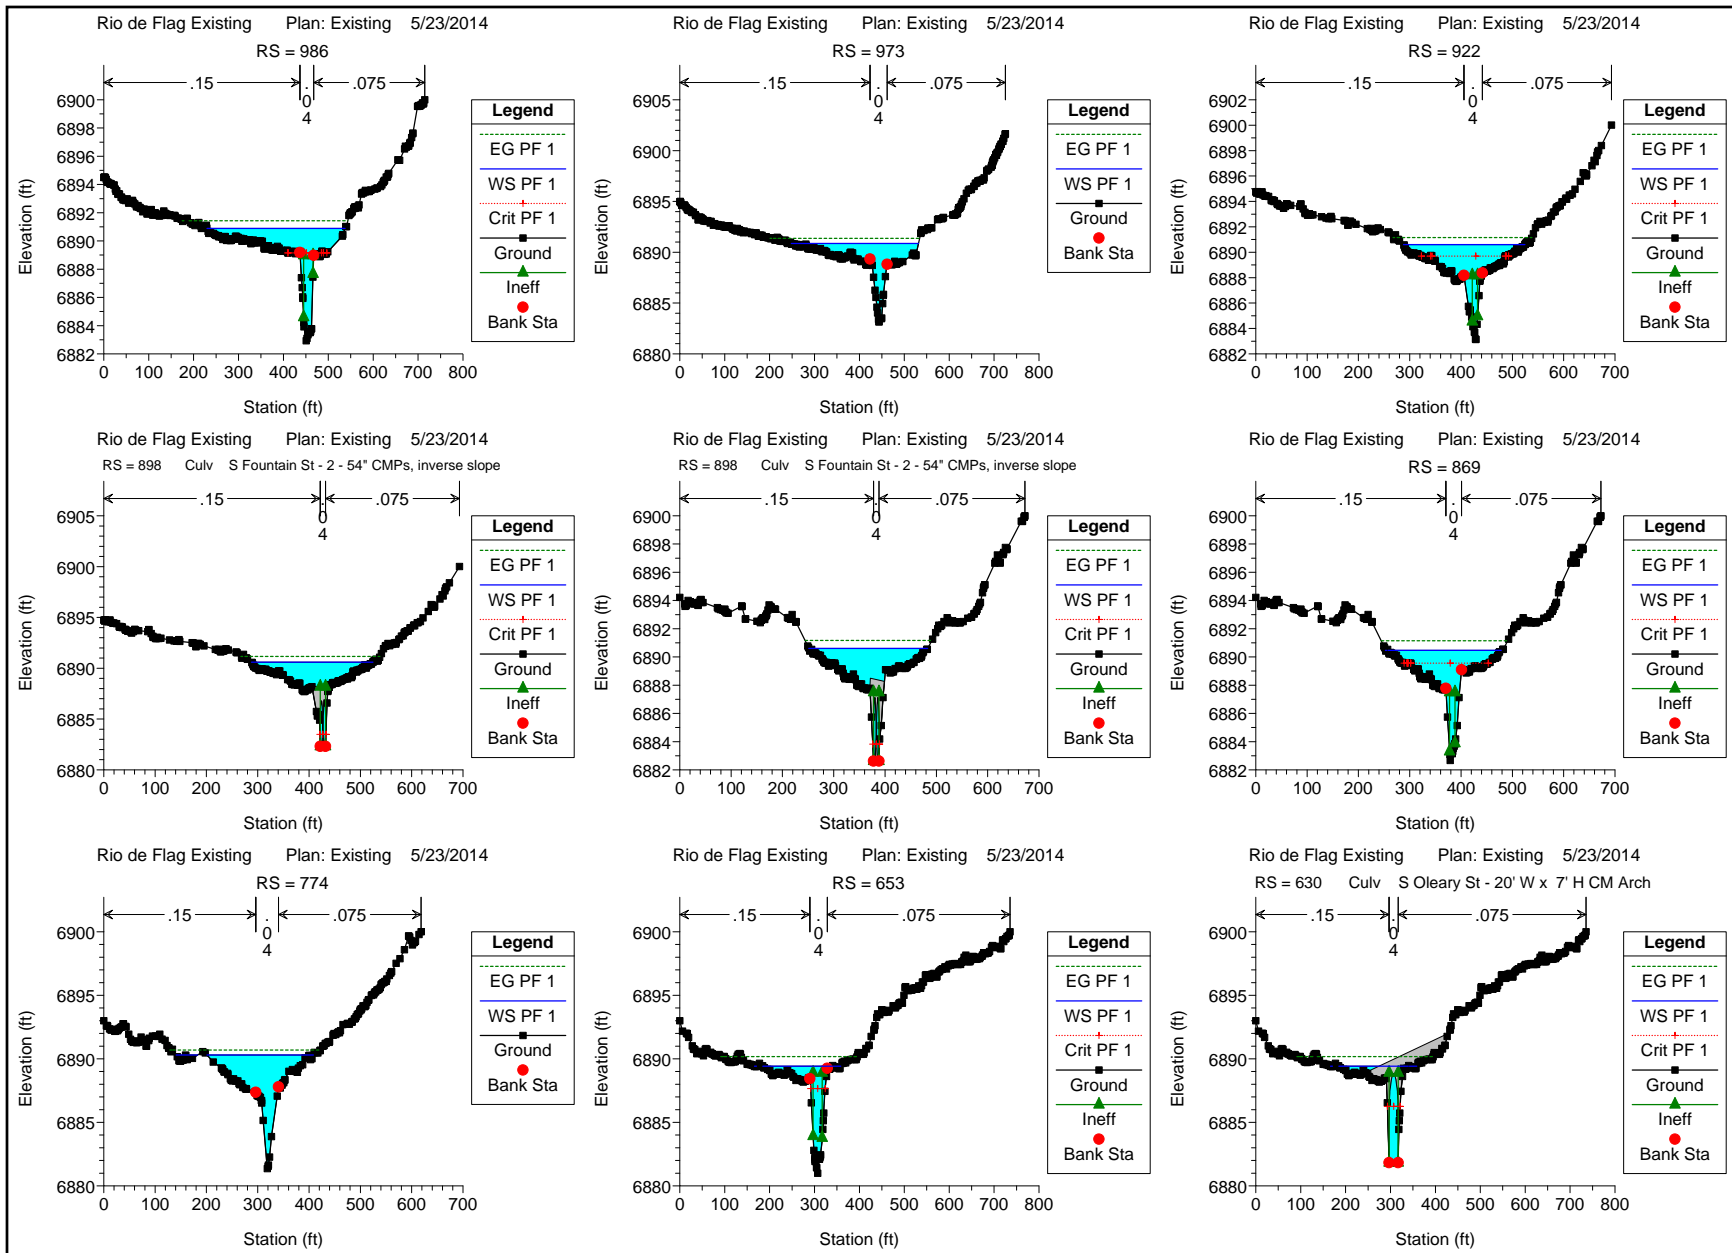 Rio de Flag Existing Plan: Existing 5/23/2014
RS = 986
.15 .04 .075
6900
6898
6896
6894
6892
6890
6888
6886
6884
6882
Elevation (ft)
0 100 200 300 400 500 600 700 800
Station (ft)
Legend
EG PF 1
WS PF 1
Crit PF 1
Ground
Ineff
Bank Sta
Rio de Flag Existing Plan: Existing 5/23/2014
RS = 973
.15 .04 .075
6905
6900
6895
6890
6885
6880
Elevation (ft)
0 100 200 300 400 500 600 700 800
Station (ft)
Legend
EG PF 1
WS PF 1
Ground
Bank Sta
Rio de Flag Existing Plan: Existing 5/23/2014
RS = 922
.15 .04 .075
6902
6900
6898
6896
6894
6892
6890
6888
6886
6884
6882
Elevation (ft)
0 100 200 300 400 500 600 700
Station (ft)
Legend
EG PF 1
WS PF 1
Crit PF 1
Ground
Ineff
Bank Sta
Rio de Flag Existing Plan: Existing 5/23/2014
RS = 898 Culv S Fountain St - 2 - 54" CMPs, inverse slope
.15 .04 .075
6905
6900
6895
6890
6885
6880
Elevation (ft)
0 100 200 300 400 500 600 700
Station (ft)
Legend
EG PF 1
WS PF 1
Crit PF 1
Ground
Ineff
Bank Sta
Rio de Flag Existing Plan: Existing 5/23/2014
RS = 898 Culv S Fountain St - 2 - 54" CMPs, inverse slope
.15 .04 .075
6900
6898
6896
6894
6892
6890
6888
6886
6884
6882
Elevation (ft)
0 100 200 300 400 500 600 700
Station (ft)
Legend
EG PF 1
WS PF 1
Crit PF 1
Ground
Ineff
Bank Sta
Rio de Flag Existing Plan: Existing 5/23/2014
RS = 869
.15 .04 .075
6900
6898
6896
6894
6892
6890
6888
6886
6884
6882
Elevation (ft)
0 100 200 300 400 500 600 700
Station (ft)
Legend
EG PF 1
WS PF 1
Crit PF 1
Ground
Ineff
Bank Sta
Rio de Flag Existing Plan: Existing 5/23/2014
RS = 774
.15 .04 .075
6900
6895
6890
6885
6880
Elevation (ft)
0 100 200 300 400 500 600 700
Station (ft)
Legend
EG PF 1
WS PF 1
Ground
Bank Sta
Rio de Flag Existing Plan: Existing 5/23/2014
RS = 653
.15 .04 .075
6900
6895
6890
6885
6880
Elevation (ft)
0 100 200 300 400 500 600 700 800
Station (ft)
Legend
EG PF 1
WS PF 1
Crit PF 1
Ground
Ineff
Bank Sta
Rio de Flag Existing Plan: Existing 5/23/2014
RS = 630 Culv S Oleary St - 20' W x 7' H CM Arch
.15 .04 .075
6900
6895
6890
6885
6880
Elevation (ft)
0 100 200 300 400 500 600 700 800
Station (ft)
Legend
EG PF 1
WS PF 1
Crit PF 1
Ground
Ineff
Bank Sta